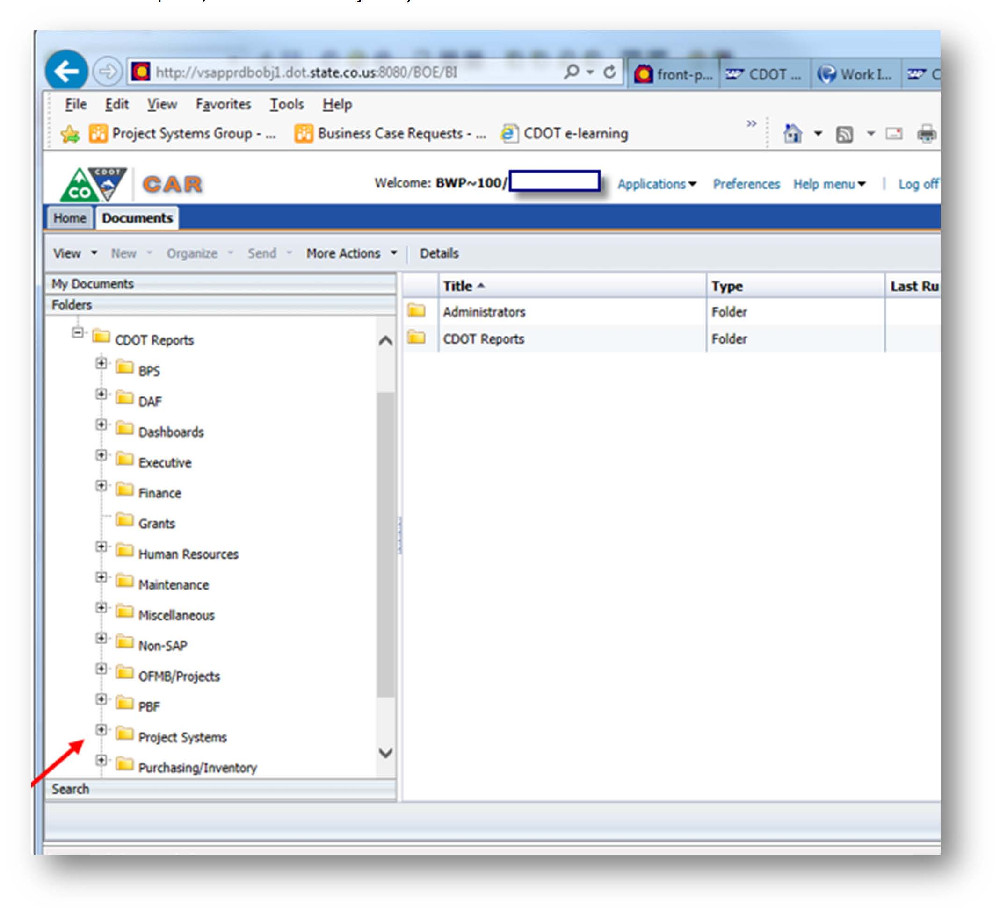 http://vsapprdbobj1.dot.state.co.us:8080/BOE/BI front-p... SAP CDOT ... Work I... SAP C
File Edit View Favorites Tools Help
Project Systems Group - ... Business Case Requests - ... CDOT e-learning »
CO CDOT CAR Welcome: BWP~100/ Applications Preferences Help menu | Log off
Home Documents
View New Organize Send More Actions Details
My Documents
Folders
CDOT Reports
BPS
DAF
Dashboards
Executive
Finance
Grants
Human Resources
Maintenance
Miscellaneous
Non-SAP
OFMB/Projects
PBF
Project Systems
Purchasing/Inventory
Search
Title Type Last Ru
Administrators Folder
CDOT Reports Folder